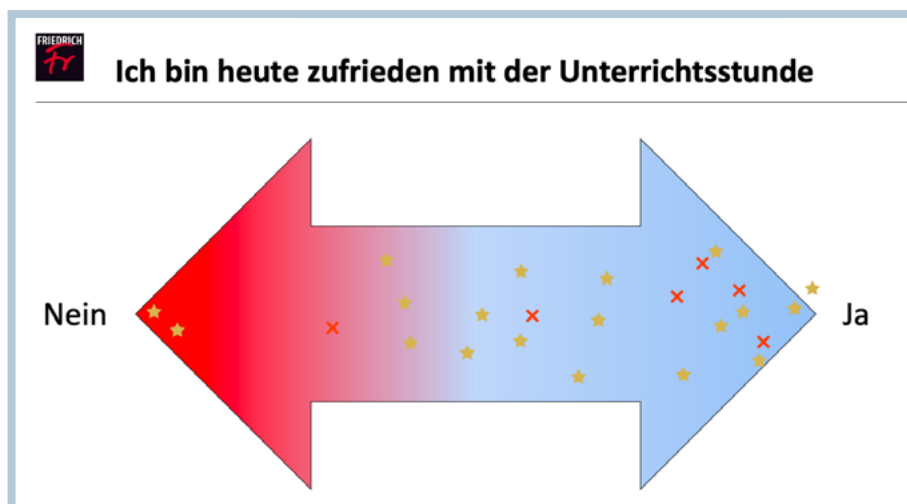 FRIEDRICH
Fr
Ich bin heute zufrieden mit der Unterrichtsstunde
Nein
Ja